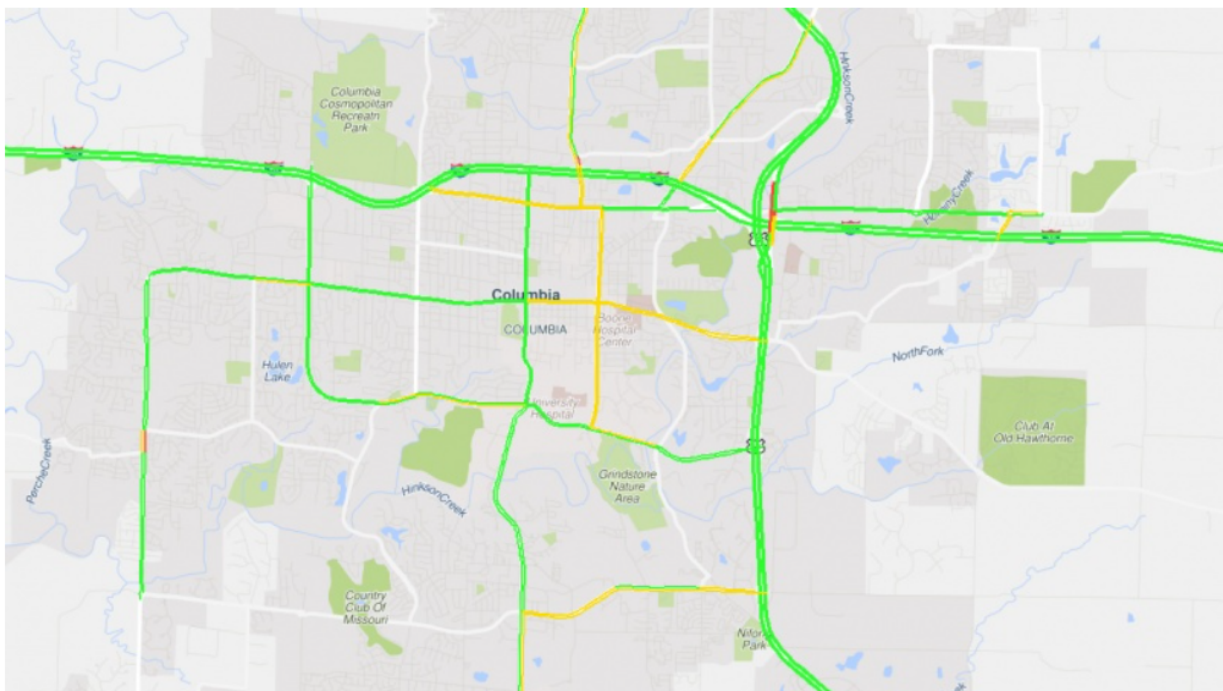 Columbia
Cosmopolitan
Recreatn
Park
HinksonCreek
HominyCreek
Columbia
COLUMBIA
Boone
Hospital
Center
Hulen
Lake
NorthFork
University
Hospital
Club At
Old Hawthorne
PercheCreek
HinksonCreek
Grindstone
Nature
Area
Country
Club Of
Missouri
Nifong
Park